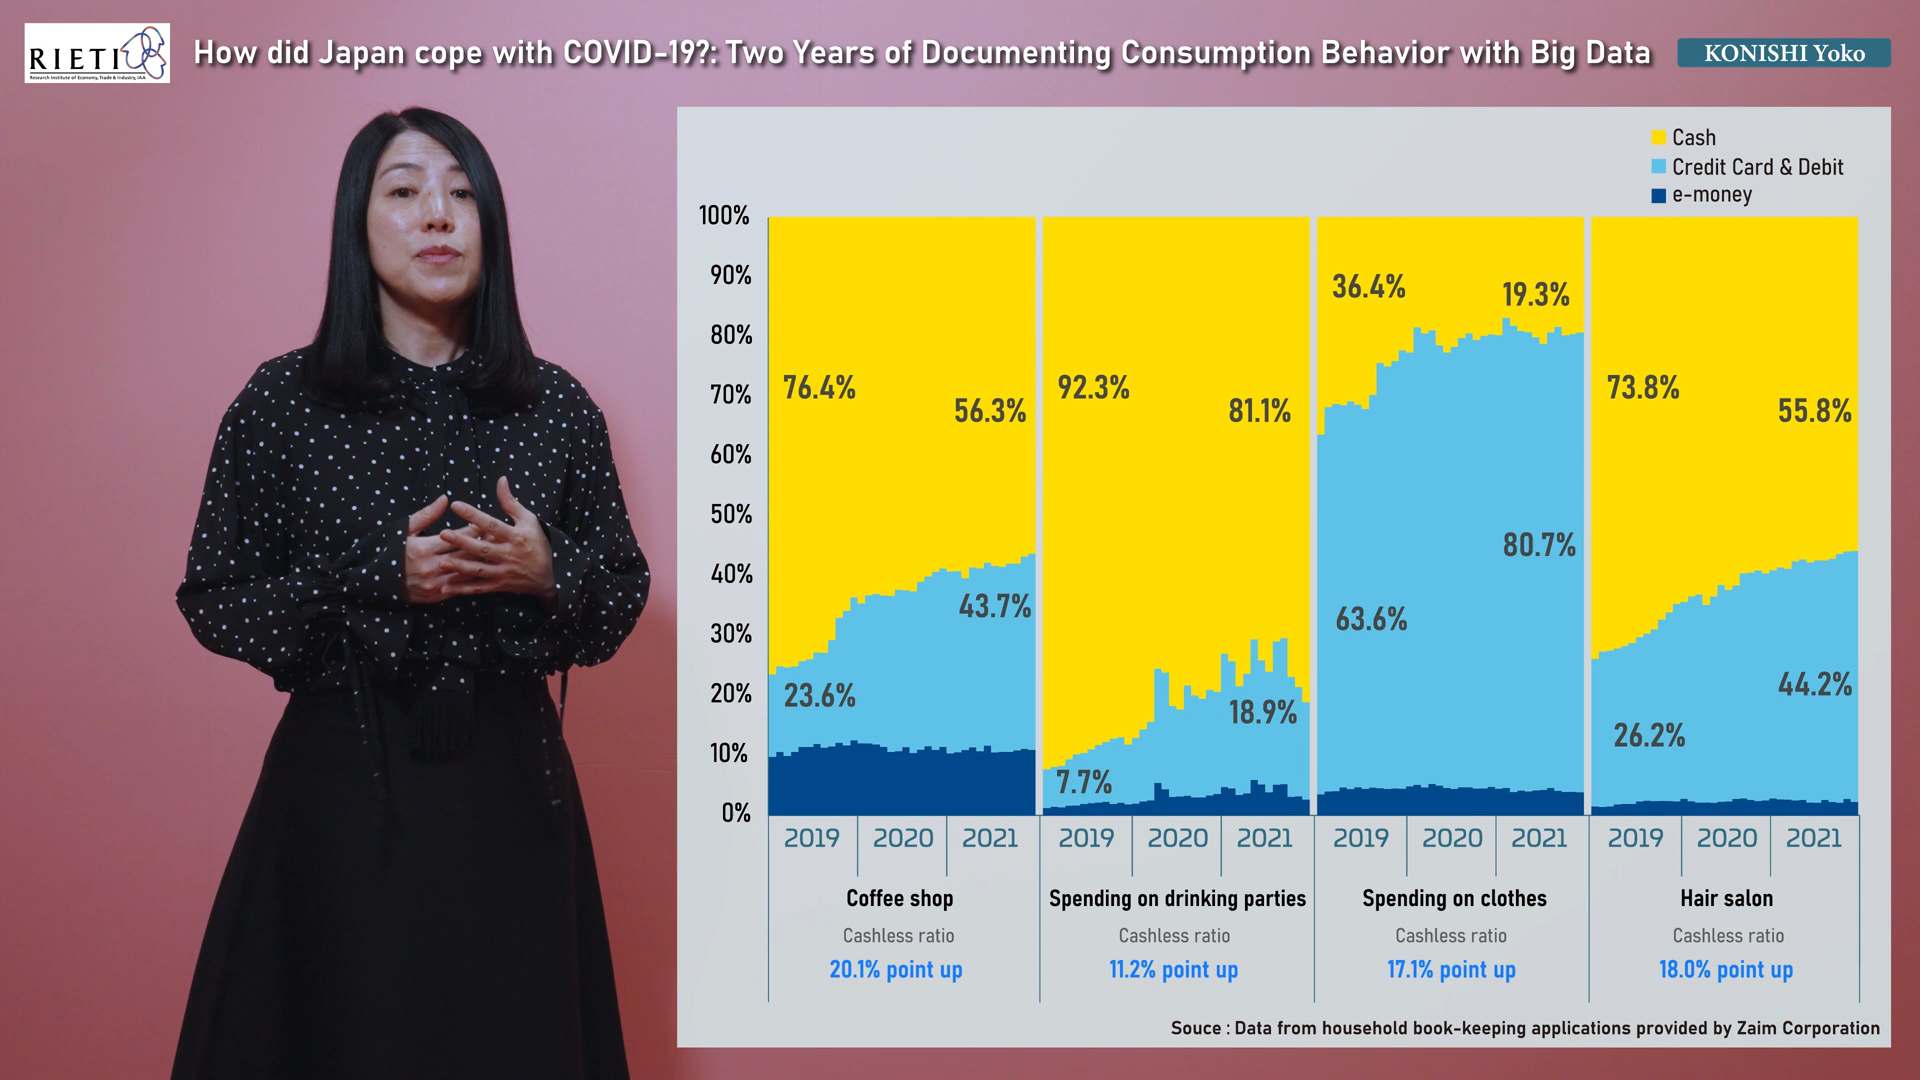 RIETI
Research Institute of Economy, Trade & Industry, IAA
How did Japan cope with COVID-19?: Two Years of Documenting Consumption Behavior with Big Data
KONISHI Yoko
Cash
Credit Card & Debit
e-money
100%
90%
80%
70%
60%
50%
40%
30%
20%
10%
0%
76.4%
56.3%
43.7%
23.6%
92.3%
81.1%
18.9%
7.7%
36.4%
19.3%
80.7%
63.6%
73.8%
55.8%
44.2%
26.2%
2019 2020 2021 2019 2020 2021 2019 2020 2021 2019 2020 2021
Coffee shop
Cashless ratio
20.1% point up
Spending on drinking parties
Cashless ratio
11.2% point up
Spending on clothes
Cashless ratio
17.1% point up
Hair salon
Cashless ratio
18.0% point up
Souce : Data from household book-keeping applications provided by Zaim Corporation